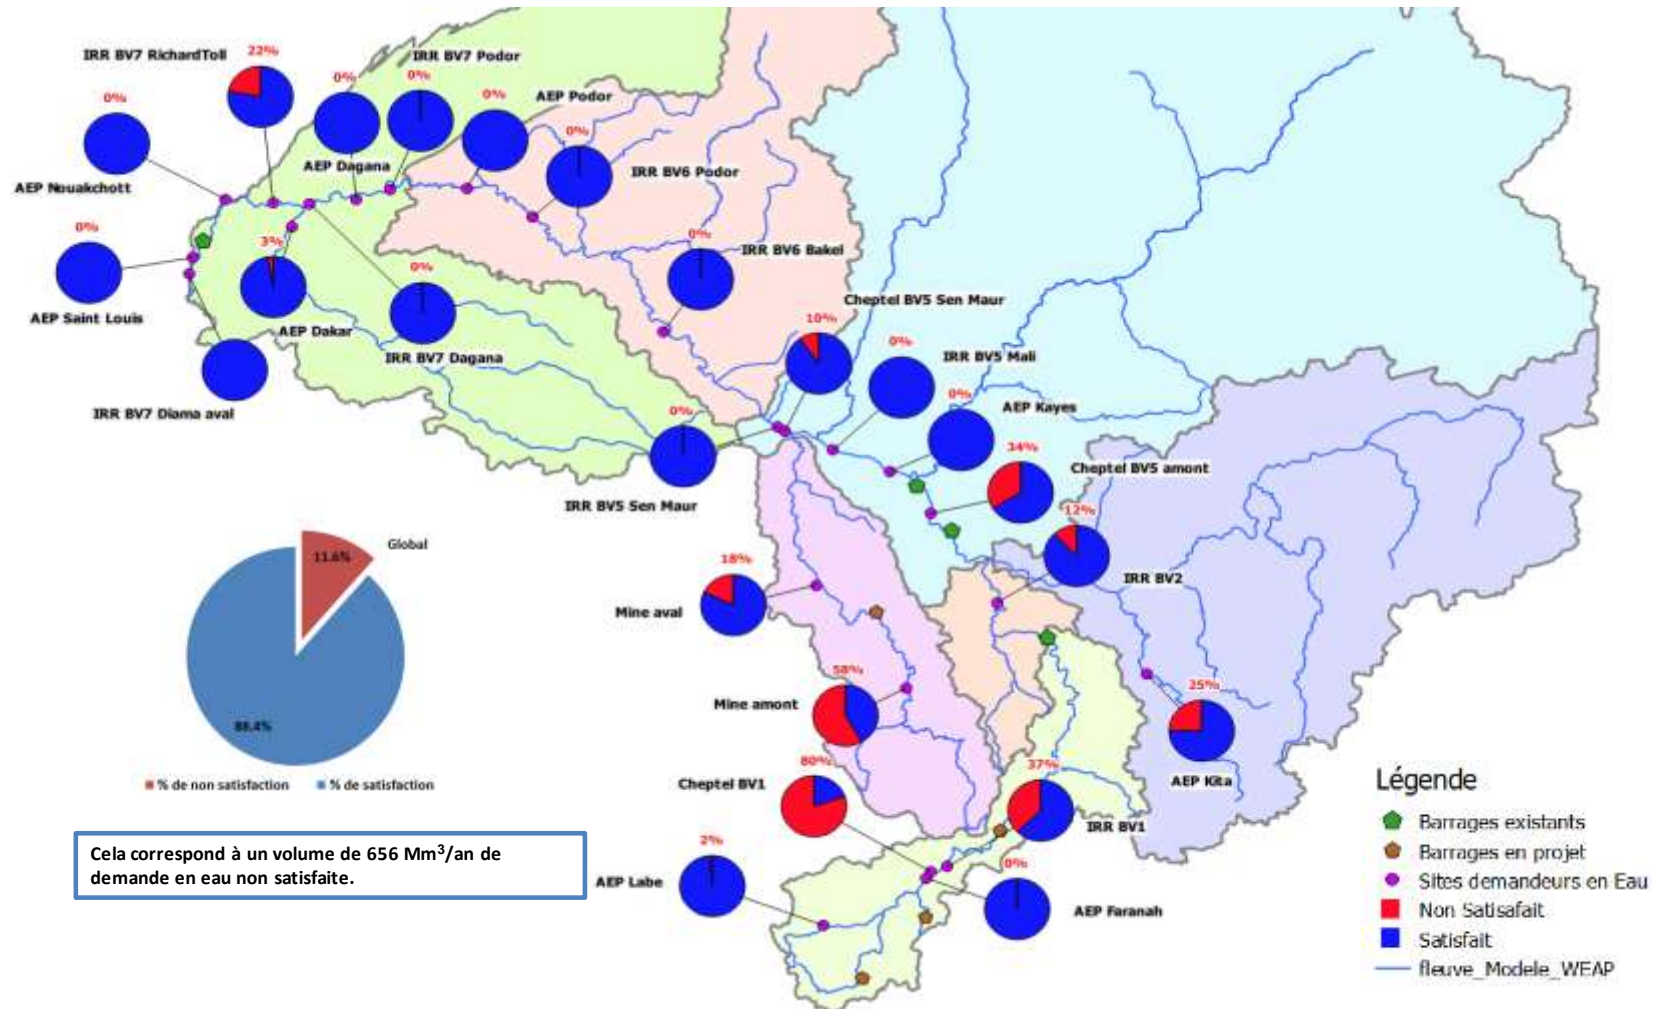 IRR BV7 RichardToll
22%
IRR BV7 Podor
0%
0%
0%
0%
AEP Podor
0%
AEP Dagana
IRR BV6 Podor
AEP Nouakchott
0%
3%
0%
0%
IRR BV6 Bakel
AEP Saint Louis
AEP Dakar
IRR BV7 Dagana
IRR BV7 Diama aval
Cheptel BV5 Sen Maur
10%
0%
IRR BV5 Mali
0%
AEP Kayes
0%
34%
Cheptel BV5 amont
IRR BV5 Sen Maur
12%
IRR BV2
11.6%
Global
88.4%
% de non satisfaction
% de satisfaction
18%
Mine aval
58%
Mine amont
25%
AEP Kita
80%
Cheptel BV1
37%
IRR BV1
2%
AEP Labe
0%
AEP Faranah
Cela correspond à un volume de 656 Mm³/an de
demande en eau non satisfaite.
Légende
Barrages existants
Barrages en projet
Sites demandeurs en Eau
Non Satisafait
Satisfait
fleuve_Modele_WEAP